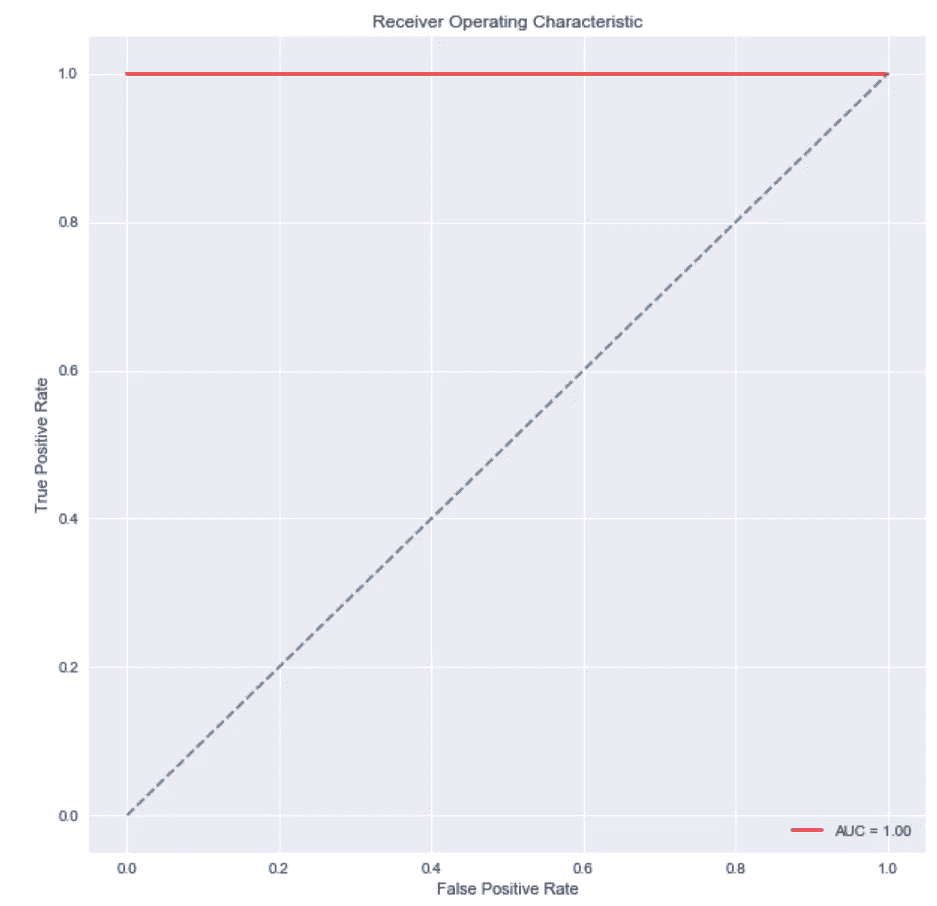 Receiver Operating Characteristic
1.0
0.8
0.6
0.4
0.2
0.0
True Positive Rate
AUC = 1.00
0.0 0.2 0.4 0.6 0.8 1.0
False Positive Rate